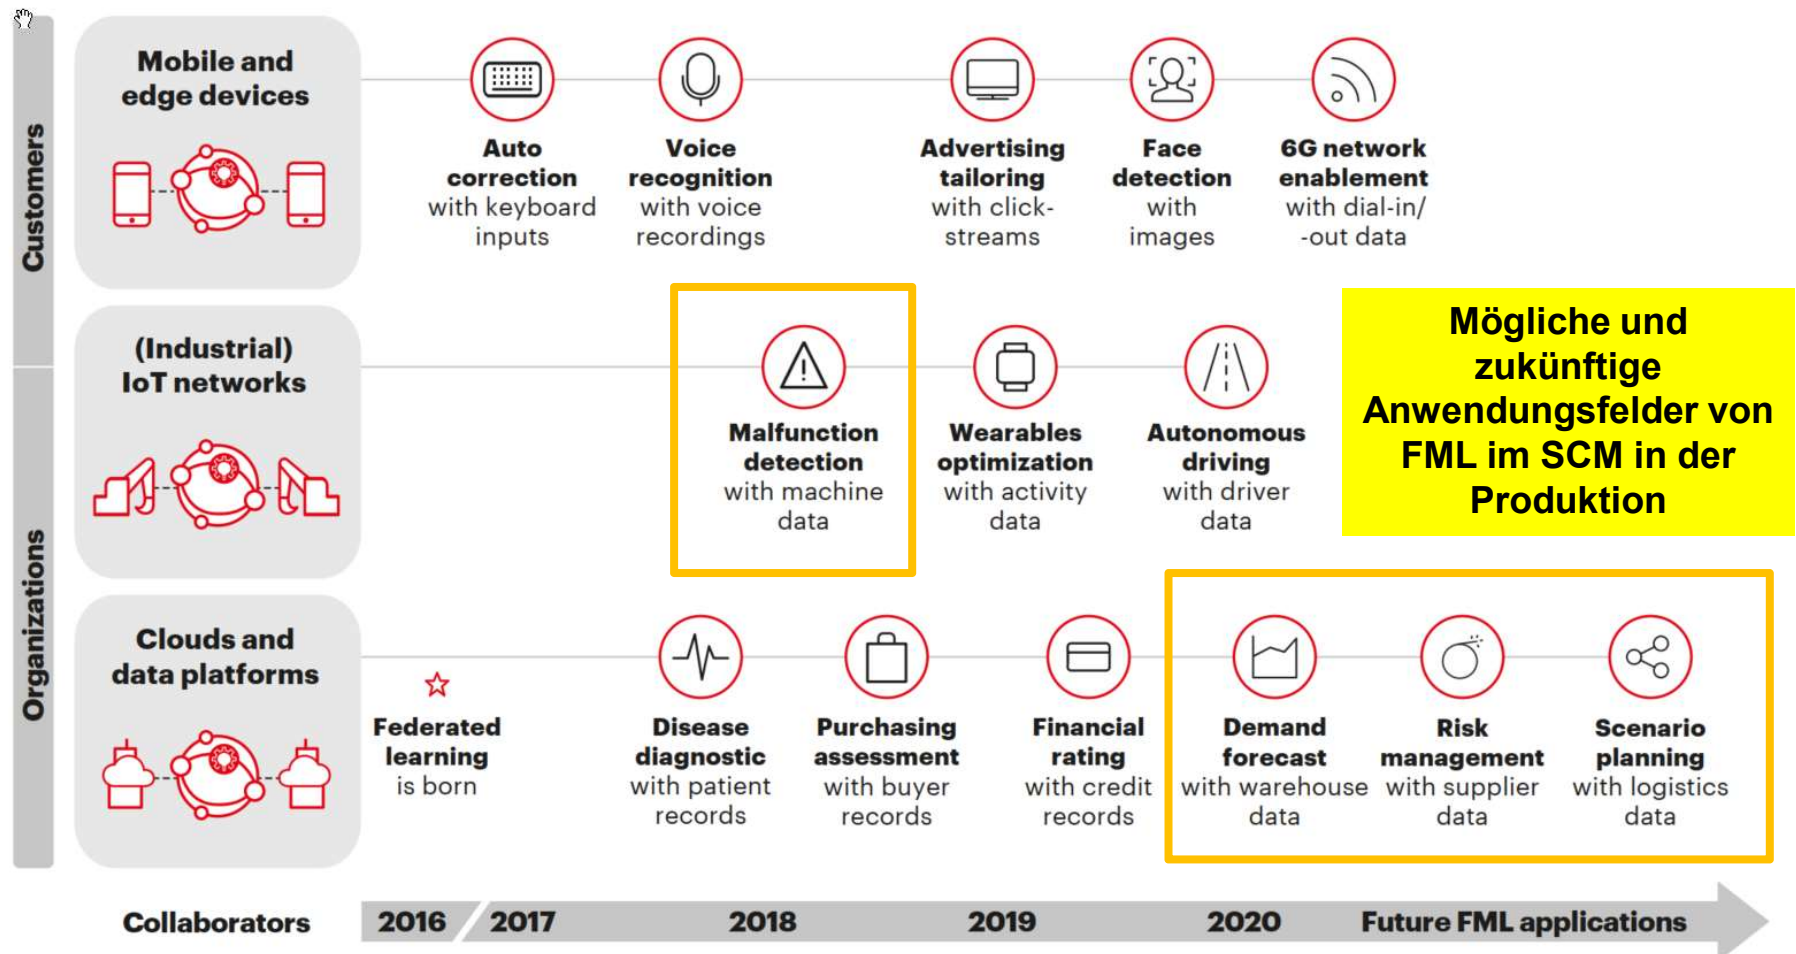 Customers
Organizations
Mobile and
edge devices
Auto
correction
with keyboard
inputs
Voice
recognition
with voice
recordings
Advertising
tailoring
with click-
streams
Face
detection
with
images
6G network
enablement
with dial-in/
-out data
(Industrial)
IoT networks
Malfunction
detection
with machine
data
Wearables
optimization
with activity
data
Autonomous
driving
with driver
data
Mögliche und
zukünftige
Anwendungsfelder von
FML im SCM in der
Produktion
Clouds and
data platforms
Federated
learning
is born
Disease
diagnostic
with patient
records
Purchasing
assessment
with buyer
records
Financial
rating
with credit
records
Demand
forecast
with warehouse
data
Risk
management
with supplier
data
Scenario
planning
with logistics
data
Collaborators
2016
2017
2018
2019
2020
Future FML applications